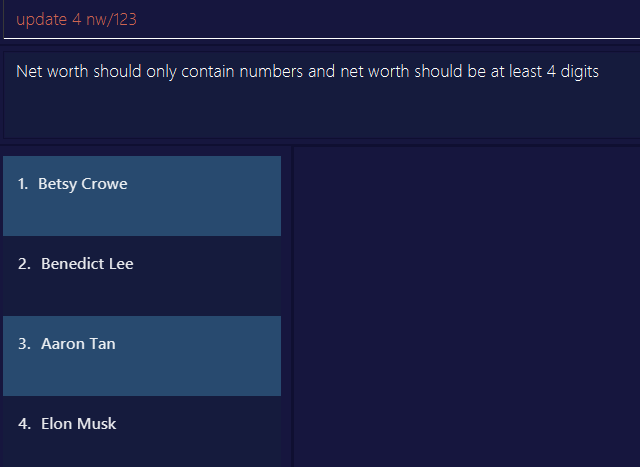 update 4 nw/123
Net worth should only contain numbers and net worth should be at least 4 digits
1. Betsy Crowe
2. Benedict Lee
3. Aaron Tan
4. Elon Musk